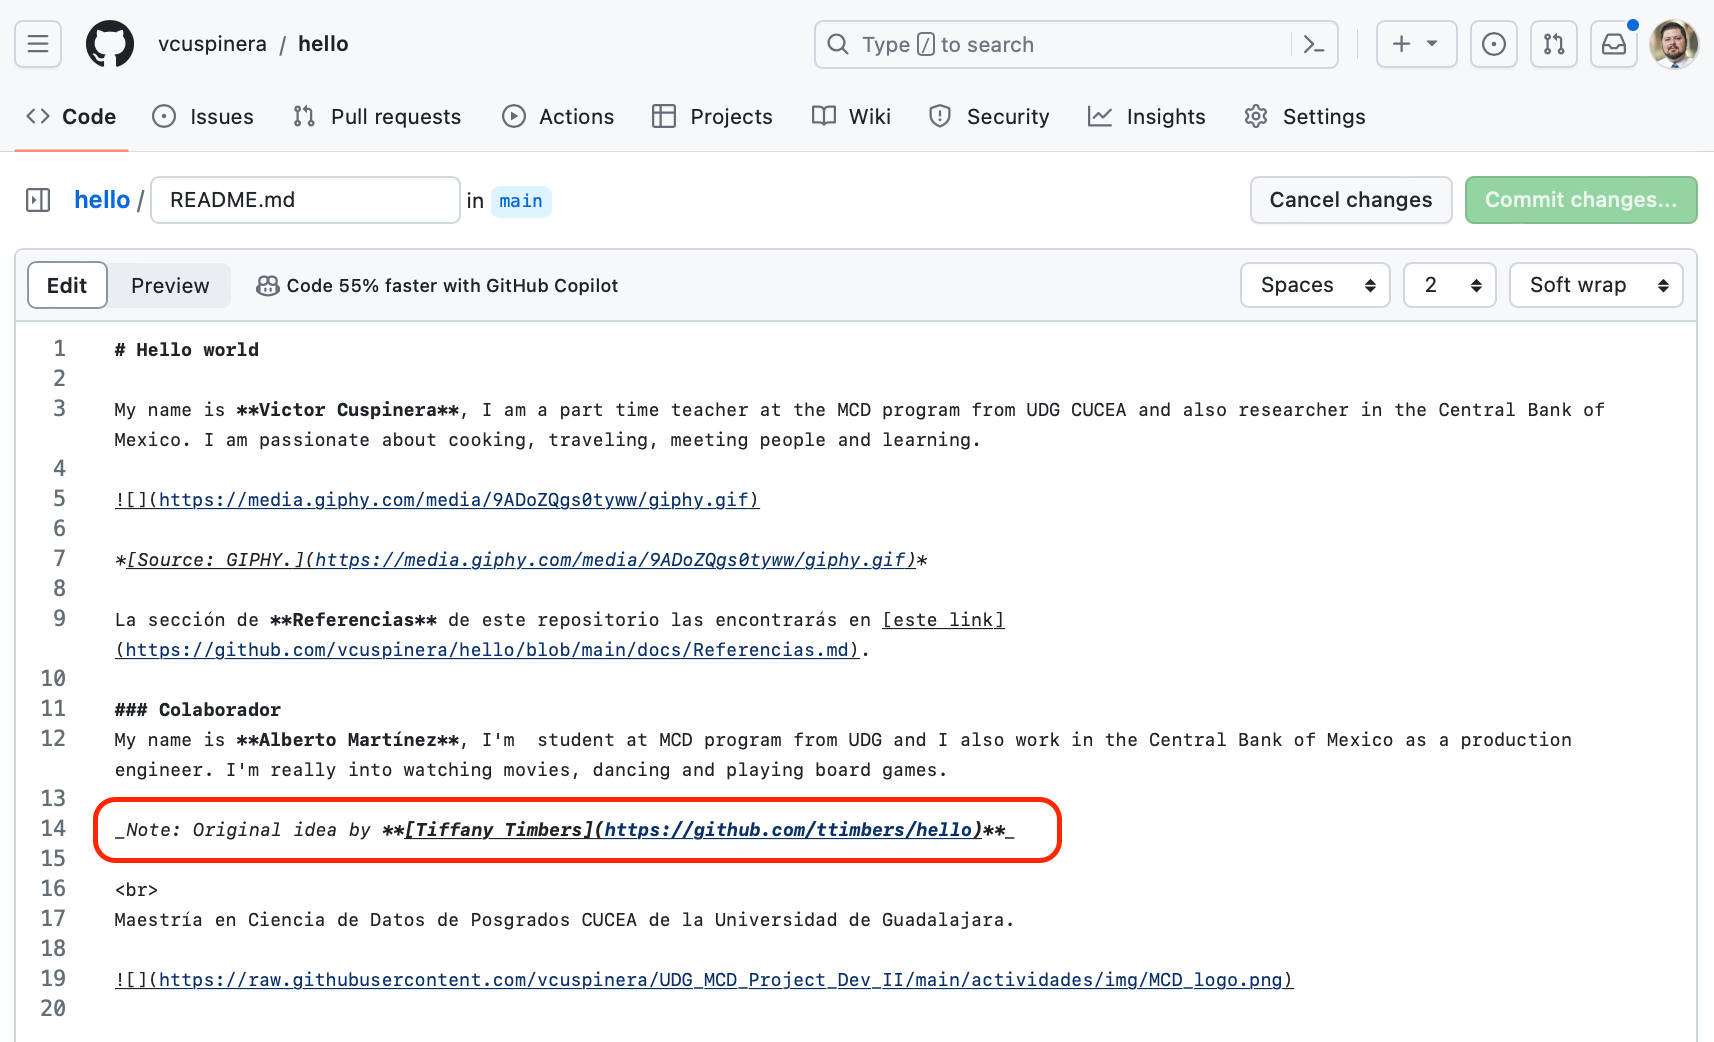 vcuspinera / hello
Type / to search
Code Issues Pull requests Actions Projects Wiki Security Insights Settings
hello / README.md in main Cancel changes Commit changes...
Edit Preview Code 55% faster with GitHub Copilot Spaces 2 Soft wrap
1 # Hello world
2
3 My name is **Victor Cuspinera**, I am a part time teacher at the MCD program from UDG CUCEA and also researcher in the Central Bank of
Mexico. I am passionate about cooking, traveling, meeting people and learning.
4
5 ![](https://media.giphy.com/media/9ADoZQgs0tyww/giphy.gif)
6
7 *[Source: GIPHY.](https://media.giphy.com/media/9ADoZQgs0tyww/giphy.gif)*
8
9 La sección de **Referencias** de este repositorio las encontrarás en [este link]
(https://github.com/vcuspinera/hello/blob/main/docs/Referencias.md).
10
11 ### Colaborador
12 My name is **Alberto Martínez**, I'm  student at MCD program from UDG and I also work in the Central Bank of Mexico as a production
engineer. I'm really into watching movies, dancing and playing board games.
13
14 _Note: Original idea by **[Tiffany Timbers](https://github.com/ttimbers/hello)**_
15
16 <br>
17 Maestría en Ciencia de Datos de Posgrados CUCEA de la Universidad de Guadalajara.
18
19 ![](https://raw.githubusercontent.com/vcuspinera/UDG_MCD_Project_Dev_II/main/actividades/img/MCD_logo.png)
20